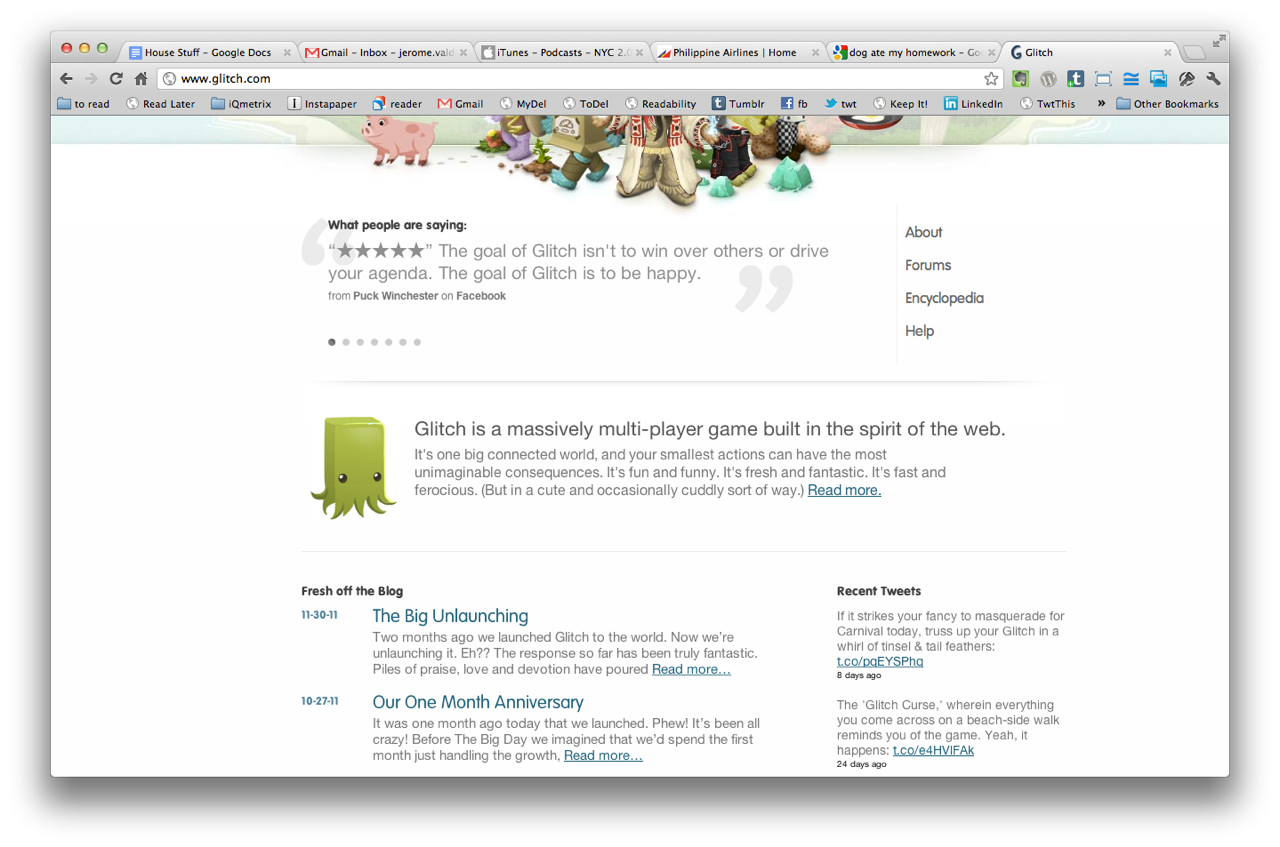 House Stuff - Google Docs
Gmail - Inbox - jerome.vald
iTunes - Podcasts - NYC 2.0
Philippine Airlines | Home
dog ate my homework - Goo
Glitch
www.glitch.com
to read
Read Later
iQmetrix
Instapaper
reader
Gmail
MyDel
ToDel
Readability
Tumblr
fb
twt
Keep It!
LinkedIn
TwtThis
»
Other Bookmarks
What people are saying:
“★★★★★” The goal of Glitch isn't to win over others or drive
your agenda. The goal of Glitch is to be happy.
from Puck Winchester on Facebook
About
Forums
Encyclopedia
Help
Glitch is a massively multi-player game built in the spirit of the web.
It's one big connected world, and your smallest actions can have the most
unimaginable consequences. It's fun and funny. It's fresh and fantastic. It's fast and
ferocious. (But in a cute and occasionally cuddly sort of way.) Read more.
Fresh off the Blog
11-30-11
The Big Unlaunching
Two months ago we launched Glitch to the world. Now we’re
unlaunching it. Eh?? The response so far has been truly fantastic.
Piles of praise, love and devotion have poured Read more…
10-27-11
Our One Month Anniversary
It was one month ago today that we launched. Phew! It’s been all
crazy! Before The Big Day we imagined that we’d spend the first
month just handling the growth, Read more…
Recent Tweets
If it strikes your fancy to masquerade for
Carnival today, truss up your Glitch in a
whirl of tinsel & tail feathers:
t.co/pqEYSPhq
8 days ago
The 'Glitch Curse,' wherein everything
you come across on a beach-side walk
reminds you of the game. Yeah, it
happens: t.co/e4HVlFAk
24 days ago